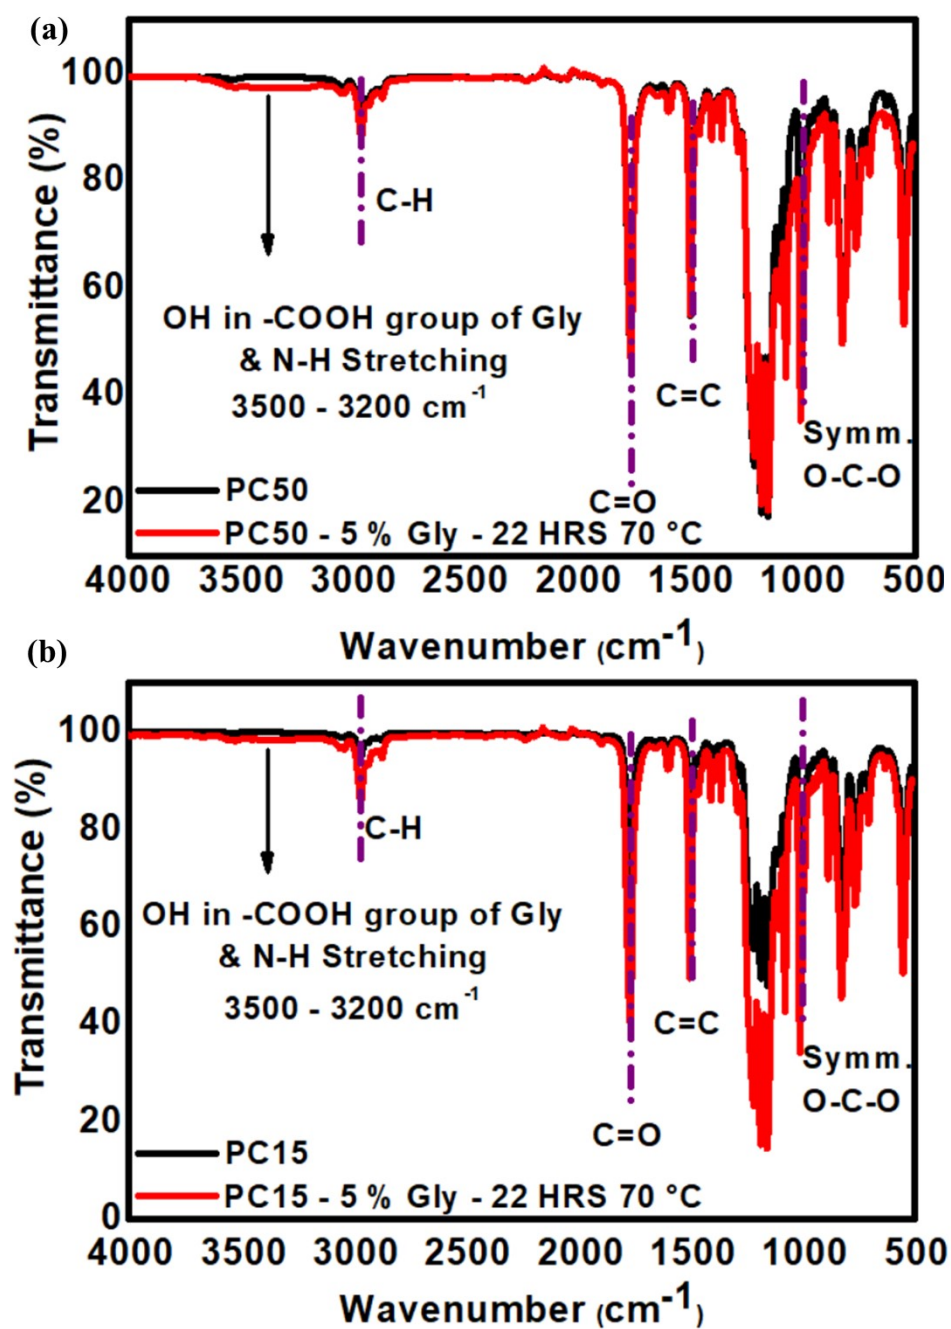 (a)
100
80
60
40
20
Transmittance (%)
C-H
OH in -COOH group of Gly
& N-H Stretching
3500 - 3200 cm-1
C=C
Symm.
O-C-O
C=O
PC50
PC50 - 5 % Gly - 22 HRS 70 °C
4000 3500 3000 2500 2000 1500 1000 500
Wavenumber (cm-1)
(b)
100
80
60
40
20
0
Transmittance (%)
C-H
OH in -COOH group of Gly
& N-H Stretching
3500 - 3200 cm-1
C=C
Symm.
O-C-O
C=O
PC15
PC15 - 5 % Gly - 22 HRS 70 °C
4000 3500 3000 2500 2000 1500 1000 500
Wavenumber (cm-1)